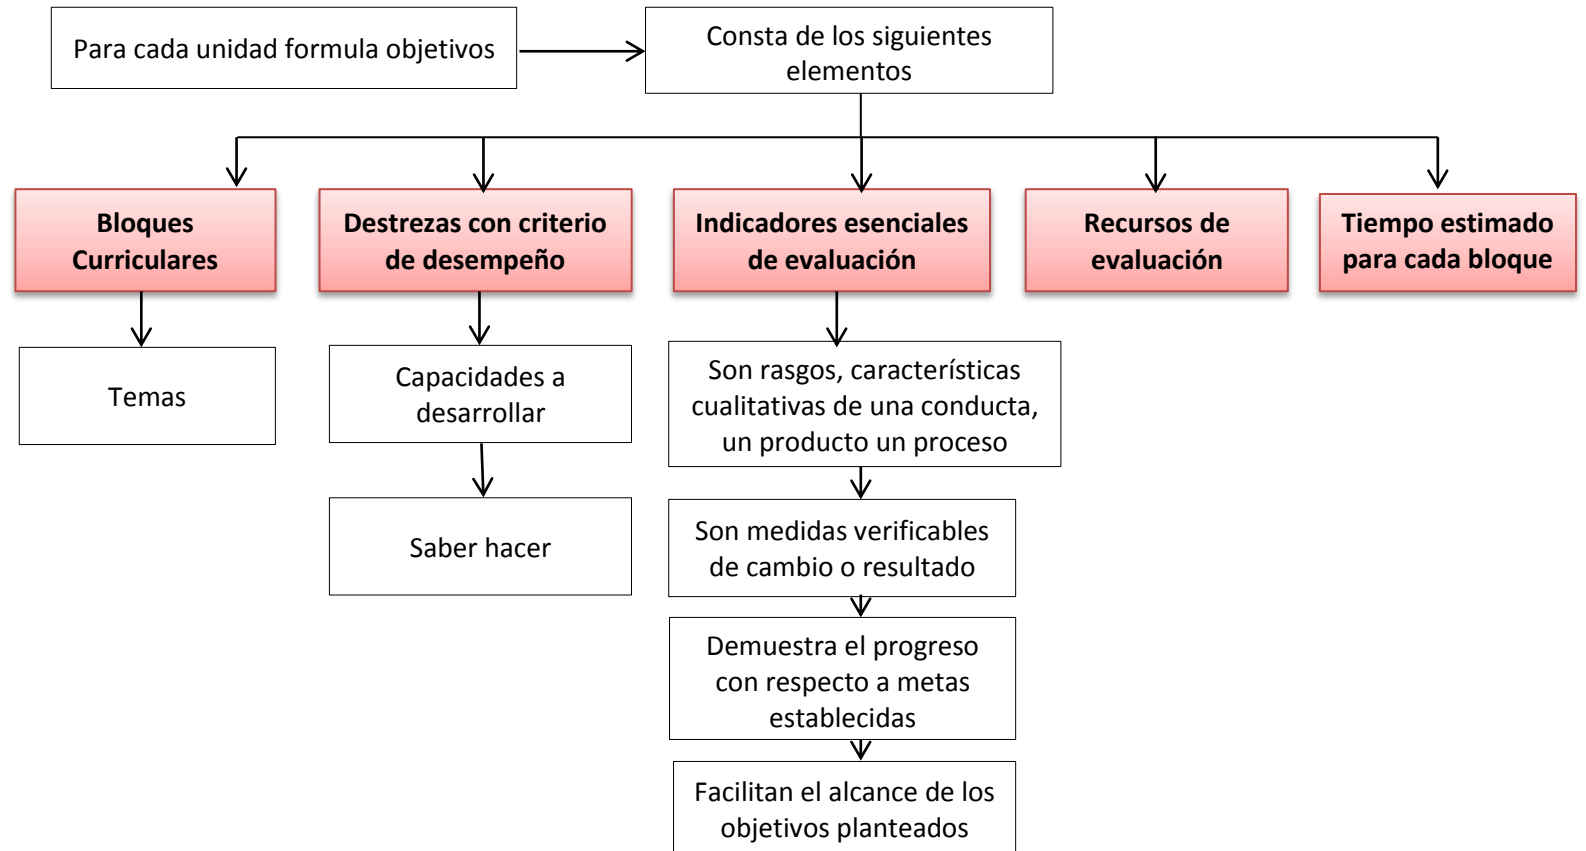 Para cada unidad formula objetivos
Consta de los siguientes
elementos
Bloques
Curriculares
Destrezas con criterio
de desempeño
Indicadores esenciales
de evaluación
Recursos de
evaluación
Tiempo estimado
para cada bloque
Temas
Capacidades a
desarrollar
Saber hacer
Son rasgos, características
cualitativas de una conducta,
un producto un proceso
Son medidas verificables
de cambio o resultado
Demuestra el progreso
con respecto a metas
establecidas
Facilitan el alcance de los
objetivos planteados